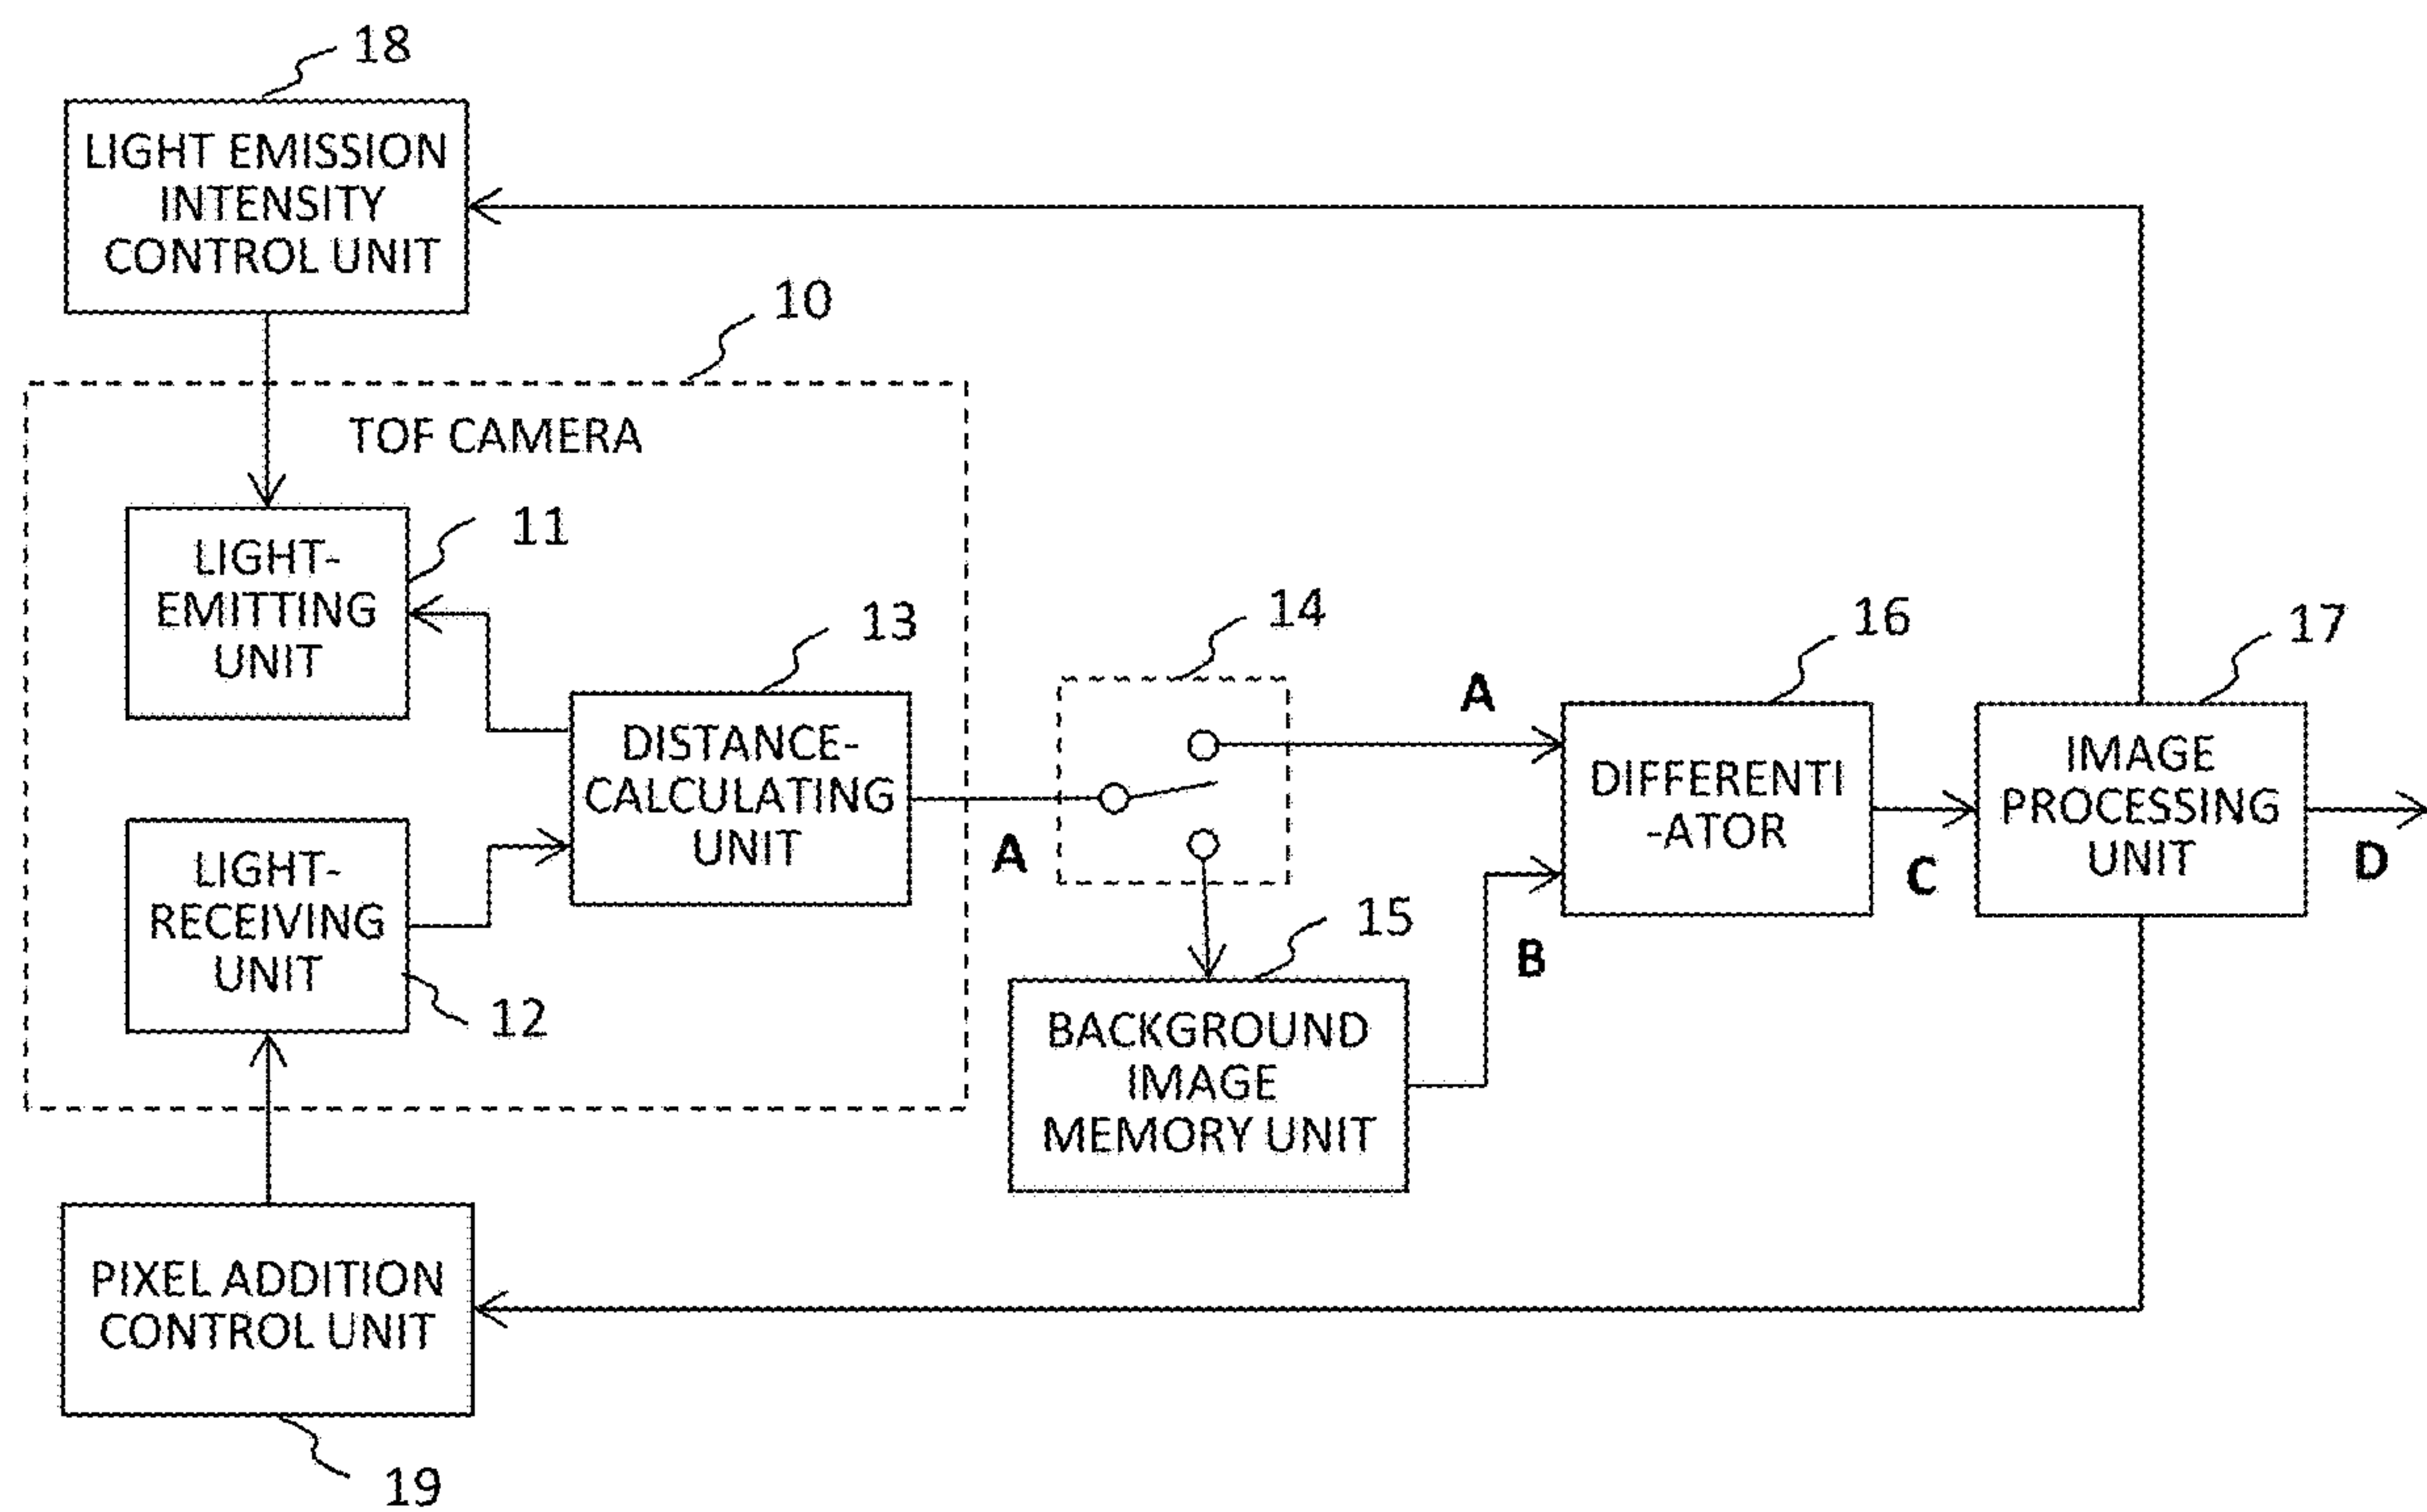 18
LIGHT EMISSION
INTENSITY
CONTROL UNIT
10
TOF CAMERA
11
LIGHT-
EMITTING
UNIT
13
DISTANCE-
CALCULATING
UNIT
LIGHT-
RECEIVING
UNIT
12
A
14
A
15
BACKGROUND
IMAGE
MEMORY UNIT
B
16
DIFFERENTI
-ATOR
C
17
IMAGE
PROCESSING
UNIT
D
PIXEL ADDITION
CONTROL UNIT
19